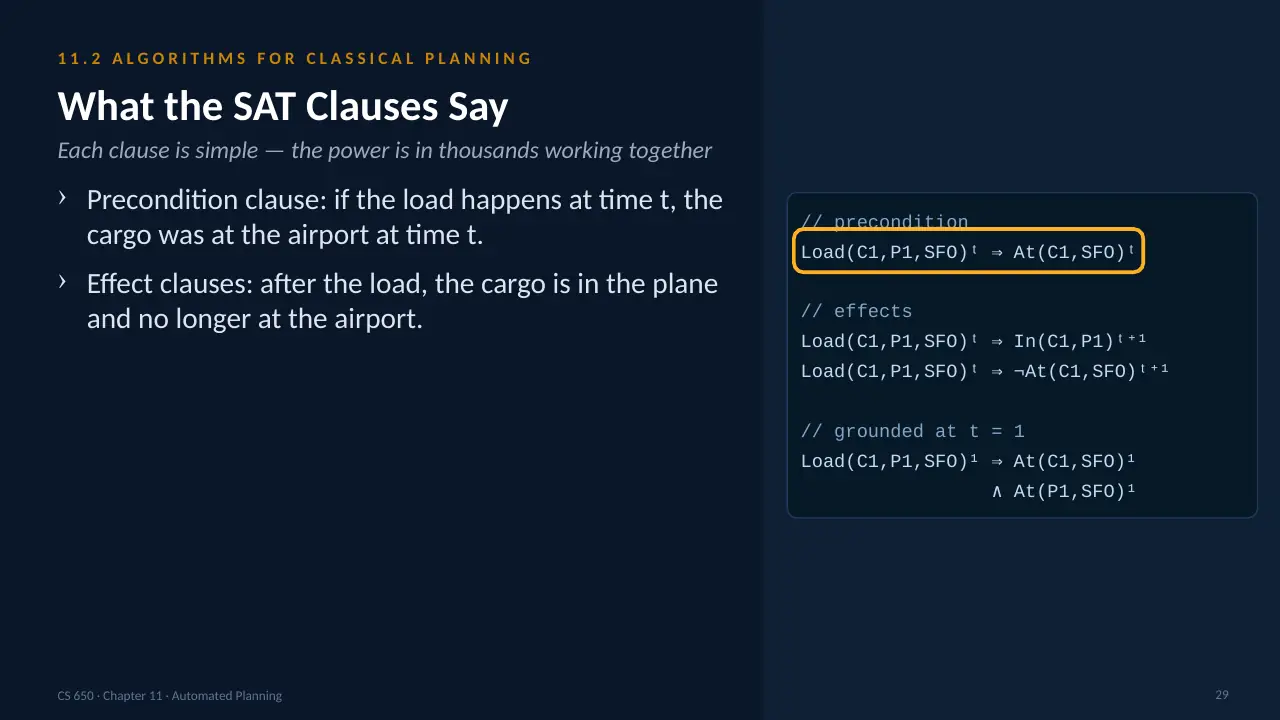 11.2 ALGORITHMS FOR CLASSICAL PLANNING
What the SAT Clauses Say
Each clause is simple — the power is in thousands working together
› Precondition clause: if the load happens at time t, the
cargo was at the airport at time t.
› Effect clauses: after the load, the cargo is in the plane
and no longer at the airport.
// precondition
Load(C1,P1,SFO)ᵗ ⇒ At(C1,SFO)ᵗ
// effects
Load(C1,P1,SFO)ᵗ ⇒ In(C1,P1)ᵗ⁺¹
Load(C1,P1,SFO)ᵗ ⇒ ¬At(C1,SFO)ᵗ⁺¹
// grounded at t = 1
Load(C1,P1,SFO)¹ ⇒ At(C1,SFO)¹
∧ At(P1,SFO)¹
CS 650 · Chapter 11 · Automated Planning
29